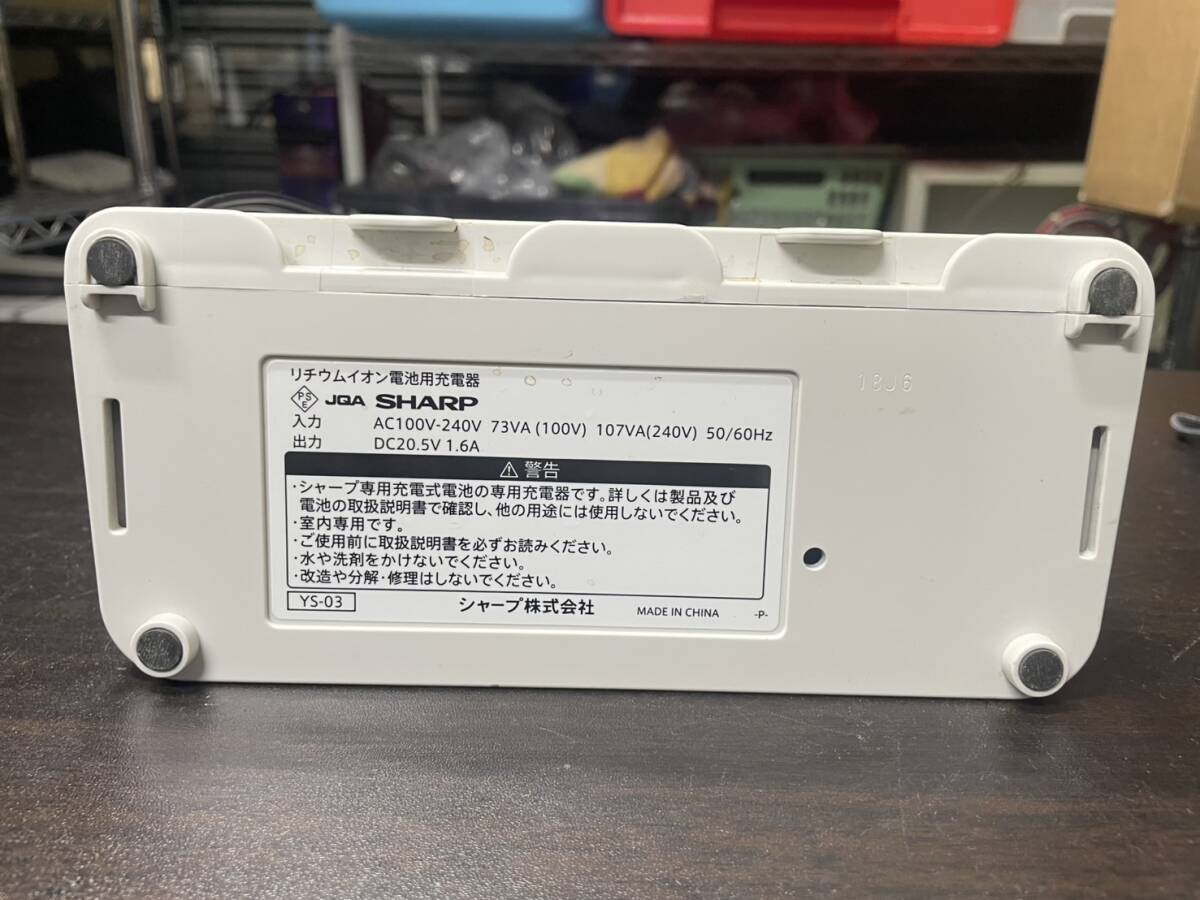 リチウムイオン電池用充電器
PSE JQA SHARP
入力 AC100V-240V 73VA (100V) 107VA(240V) 50/60Hz
出力 DC20.5V 1.6A
警告
・シャープ専用充電式電池の専用充電器です。詳しくは製品及び
電池の取扱説明書で確認し、他の用途には使用しないでください。
・室内専用です。
・ご使用前に取扱説明書を必ずお読みください。
・水や洗剤をかけないでください。
・改造や分解・修理はしないでください。
YS-03 シャープ株式会社 MADE IN CHINA -P-
18J6